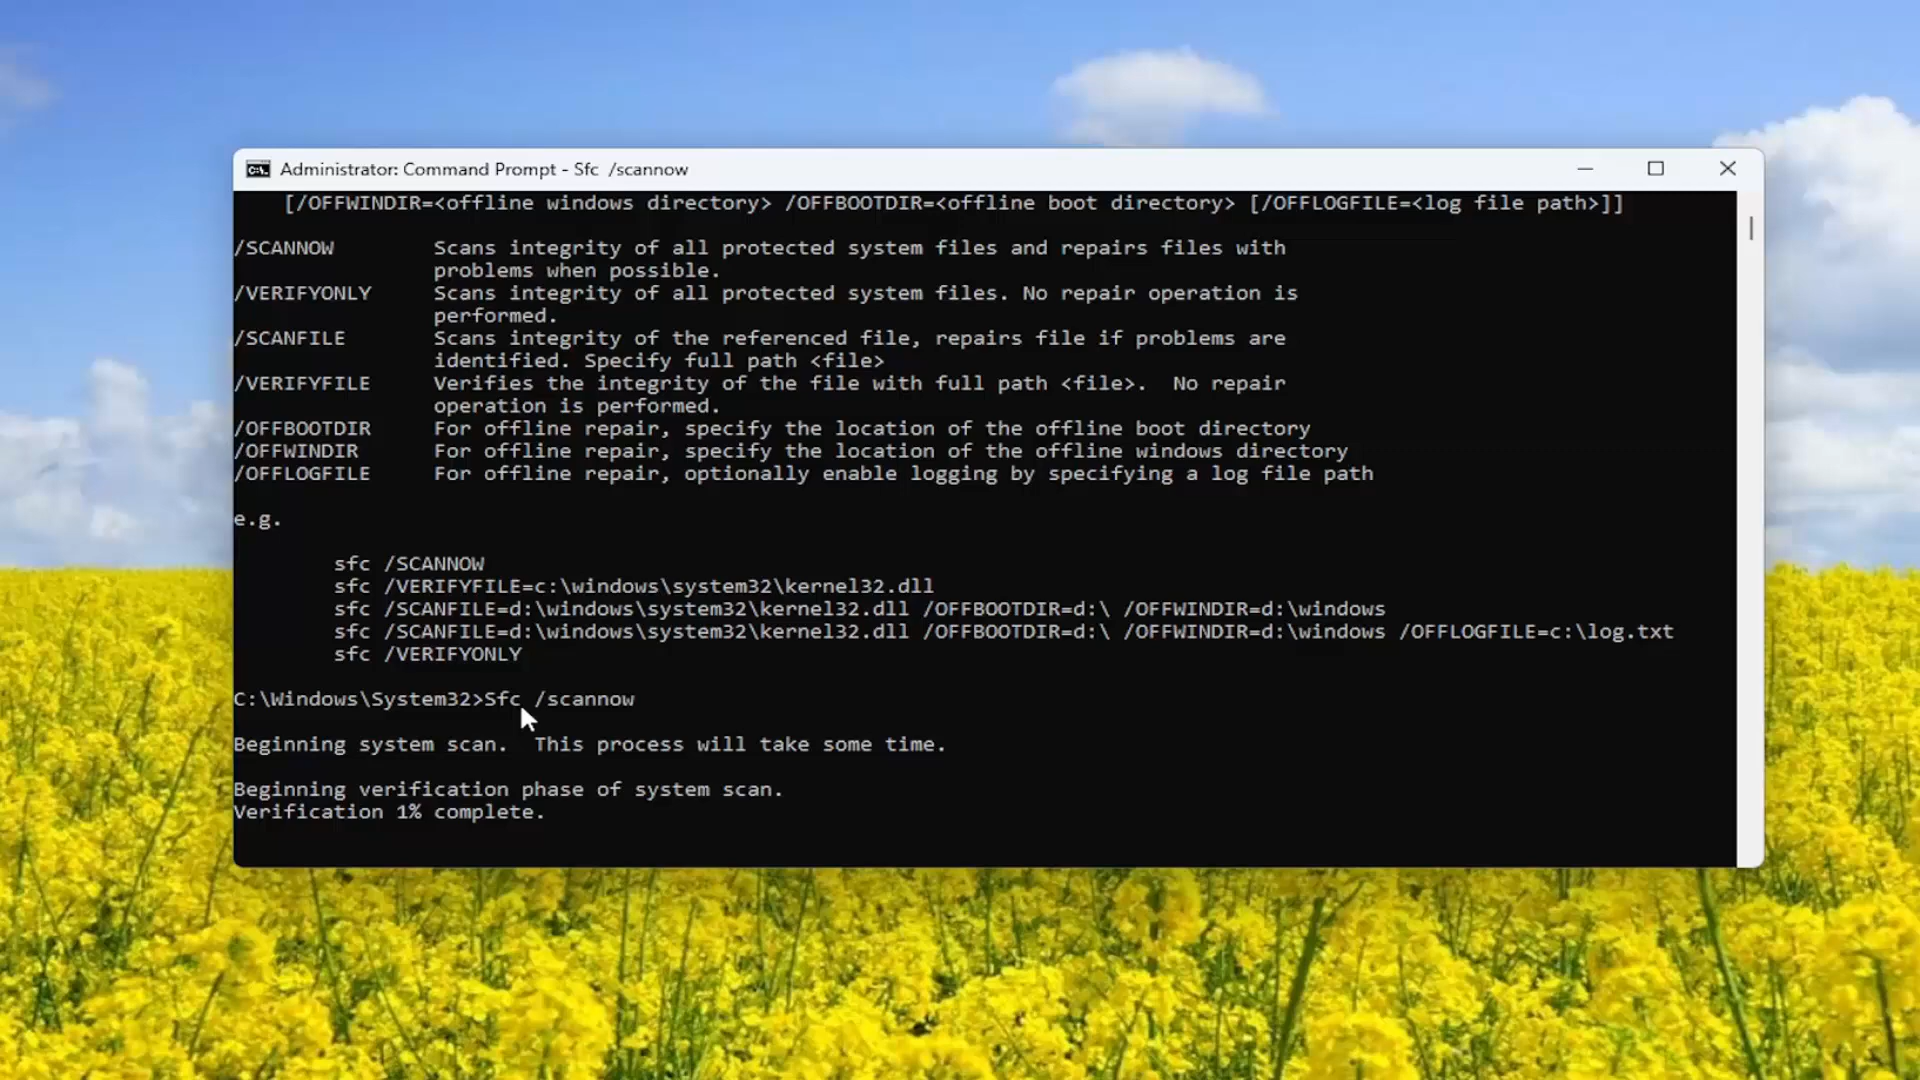 Administrator: Command Prompt - Sfc /scannow
[/OFFWINDIR=<offline windows directory> /OFFBOOTDIR=<offline boot directory> [/OFFLOGFILE=<log file path>]]
/SCANNOW Scans integrity of all protected system files and repairs files with
problems when possible.
/VERIFYONLY Scans integrity of all protected system files. No repair operation is
performed.
/SCANFILE Scans integrity of the referenced file, repairs file if problems are
identified. Specify full path <file>
/VERIFYFILE Verifies the integrity of the file with full path <file>. No repair
operation is performed.
/OFFBOOTDIR For offline repair, specify the location of the offline boot directory
/OFFWINDIR For offline repair, specify the location of the offline windows directory
/OFFLOGFILE For offline repair, optionally enable logging by specifying a log file path
e.g.
sfc /SCANNOW
sfc /VERIFYFILE=c:\windows\system32\kernel32.dll
sfc /SCANFILE=d:\windows\system32\kernel32.dll /OFFBOOTDIR=d:\ /OFFWINDIR=d:\windows
sfc /SCANFILE=d:\windows\system32\kernel32.dll /OFFBOOTDIR=d:\ /OFFWINDIR=d:\windows /OFFLOGFILE=c:\log.txt
sfc /VERIFYONLY
C:\Windows\System32>Sfc /scannow
Beginning system scan. This process will take some time.
Beginning verification phase of system scan.
Verification 1% complete.